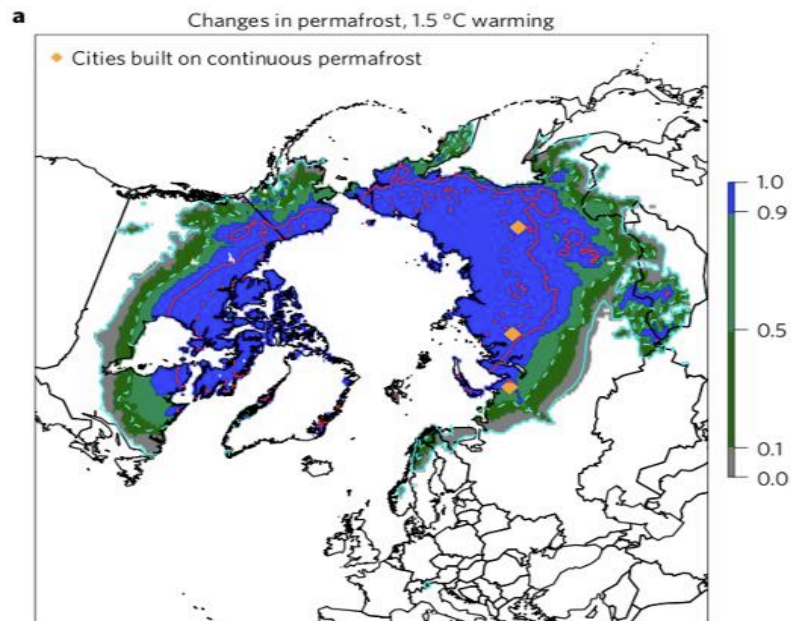 a
Changes in permafrost, 1.5 °C warming
Cities built on continuous permafrost
1.0
0.9
0.5
0.1
0.0